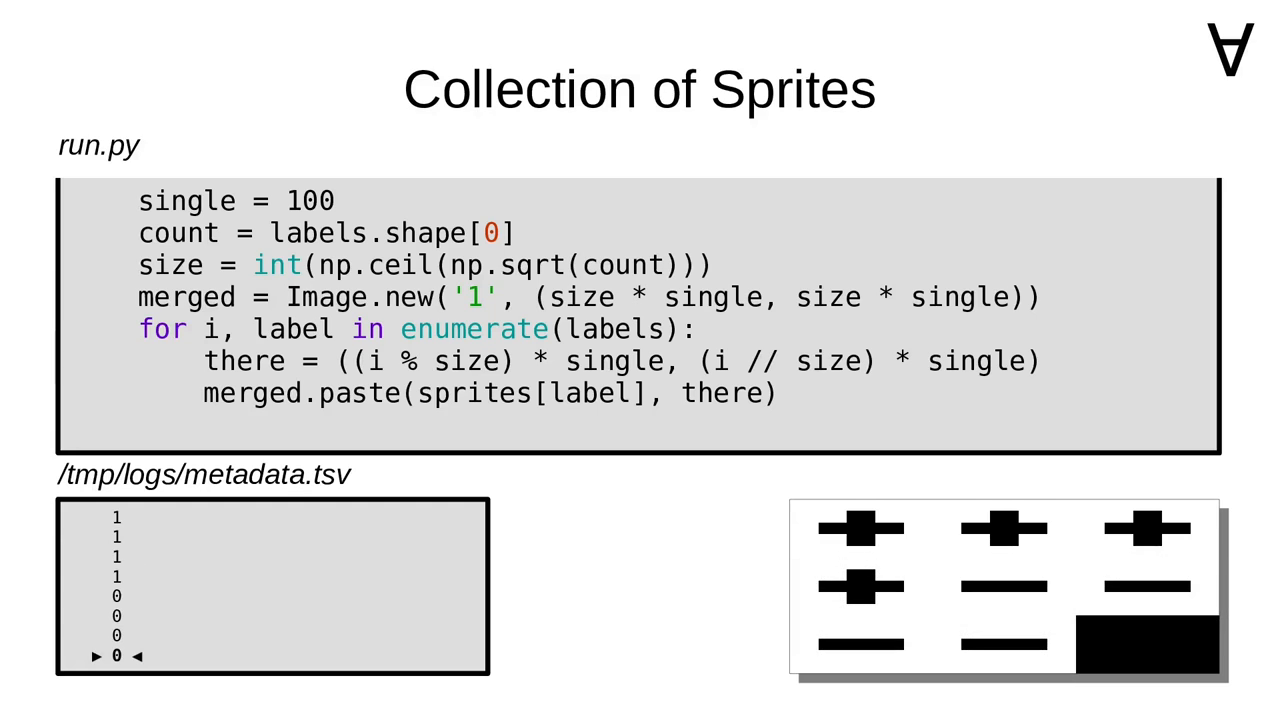 ∀
Collection of Sprites
run.py
single = 100
count = labels.shape[0]
size = int(np.ceil(np.sqrt(count)))
merged = Image.new('1', (size * single, size * single))
for i, label in enumerate(labels):
    there = ((i % size) * single, (i // size) * single)
    merged.paste(sprites[label], there)
/tmp/logs/metadata.tsv
1
1
1
1
0
0
0
▶ 0 ◀